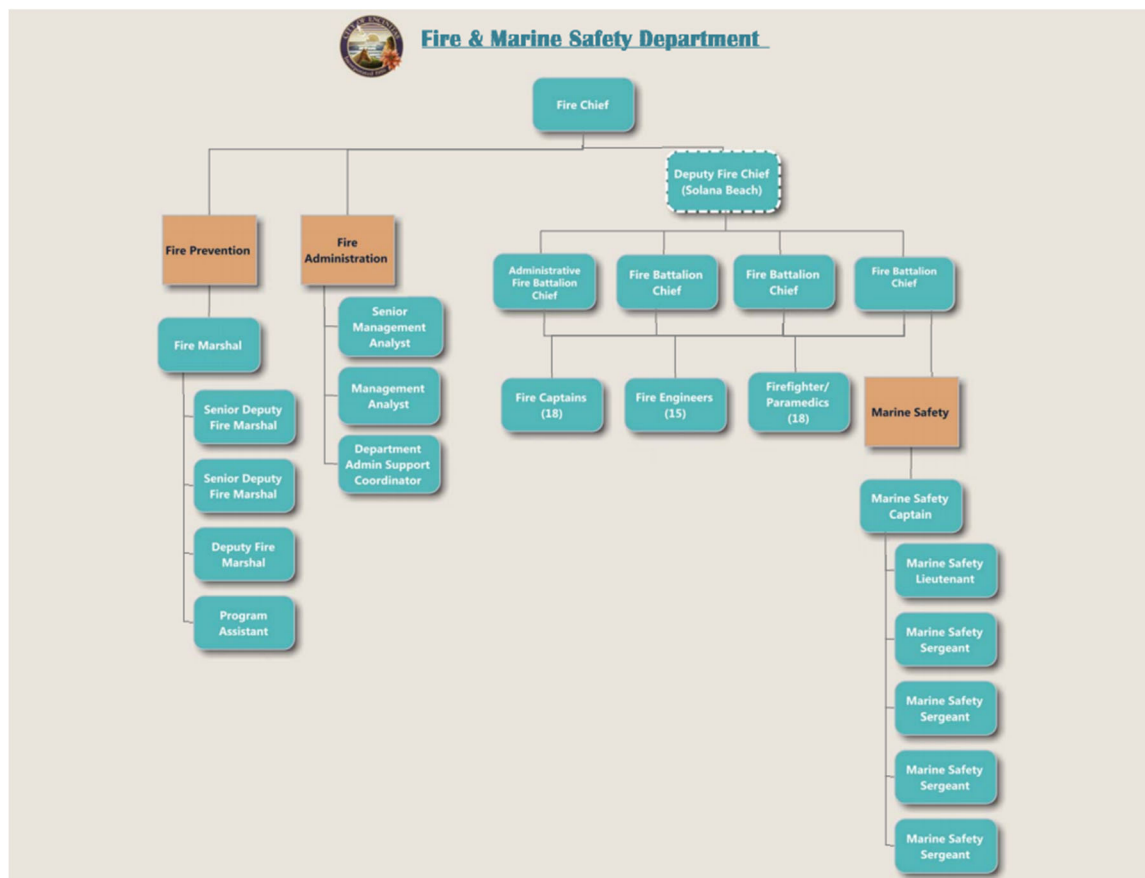 CITY OF ENCINITAS
Fire & Marine Safety Department
Fire Chief
Deputy Fire Chief
(Solana Beach)
Fire Prevention
Fire
Administration
Administrative
Fire Battalion
Chief
Fire Battalion
Chief
Fire Battalion
Chief
Fire Battalion
Chief
Fire Marshal
Senior
Management
Analyst
Fire Captains
(18)
Fire Engineers
(15)
Firefighter/
Paramedics
(18)
Marine Safety
Senior Deputy
Fire Marshal
Management
Analyst
Senior Deputy
Fire Marshal
Department
Admin Support
Coordinator
Marine Safety
Captain
Deputy Fire
Marshal
Marine Safety
Lieutenant
Program
Assistant
Marine Safety
Sergeant
Marine Safety
Sergeant
Marine Safety
Sergeant
Marine Safety
Sergeant